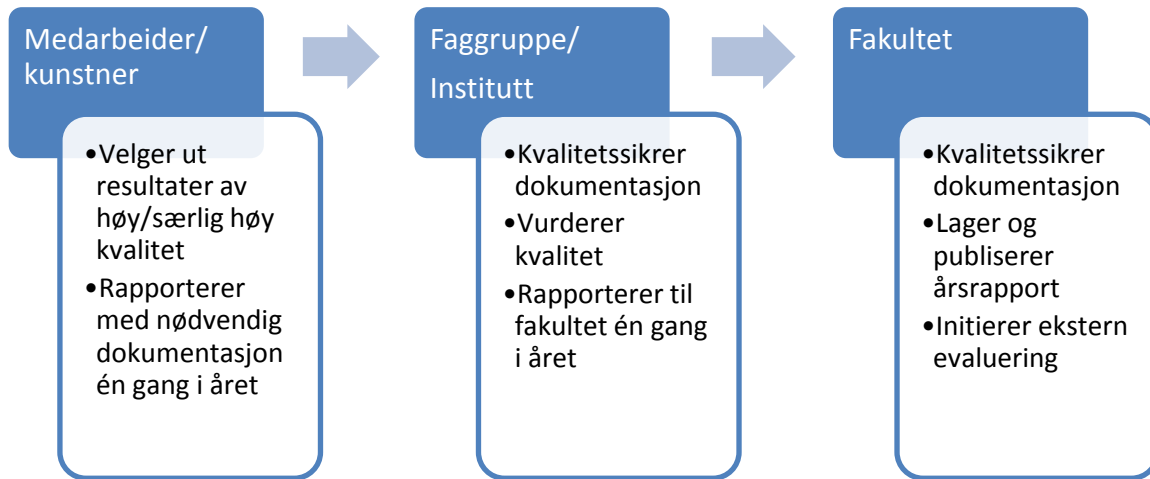 Medarbeider/
kunstner
•Velger ut
resultater av
høy/særlig høy
kvalitet
•Rapporterer
med nødvendig
dokumentasjon
én gang i året
Faggruppe/
Institutt
•Kvalitetssikrer
dokumentasjon
•Vurderer
kvalitet
•Rapporterer til
fakultet én gang
i året
Fakultet
•Kvalitetssikrer
dokumentasjon
•Lager og
publiserer
årsrapport
•Initierer ekstern
evaluering